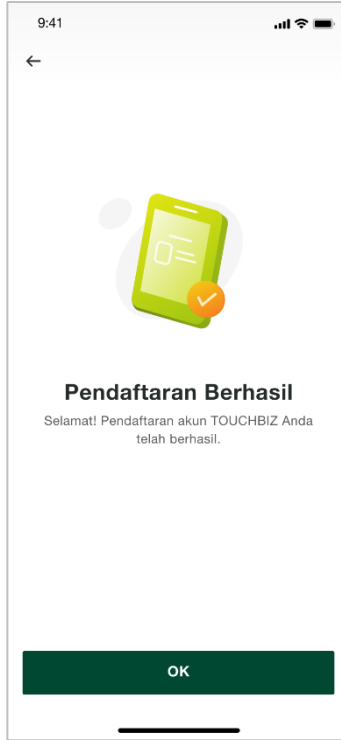 9:41
Pendaftaran Berhasil
Selamat! Pendaftaran akun TOUCHBIZ Anda
telah berhasil.
OK